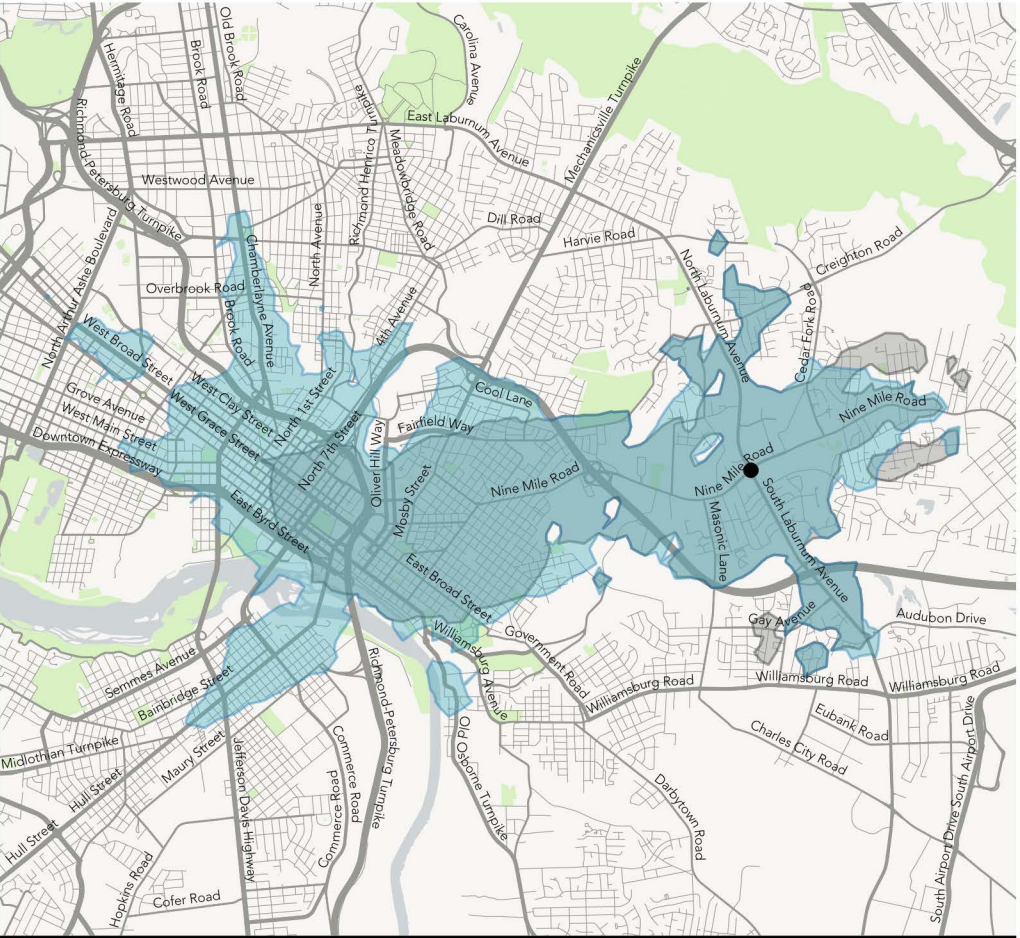 Old Brook Road
Brook Road
Hermitage Road
Carolina Avenue
Richmond-Petersburg Turnpike
Richmond Henrico Turnpike
Meadowbridge Road
East Laburnum Avenue
Mechanicsville Turnpike
Westwood Avenue
North Arthur Ashe Boulevard
North Avenue
Dill Road
Harvie Road
Creighton Road
Chamberlayne Avenue
Overbrook Road
Brook Road
4th Avenue
North Laburnum Avenue
Cedar Fork Road
West Broad Street
West Clay Street
Grove Avenue
West Grace Street
West Main Street
North 1st Street
Cool Lane
Nine Mile Road
Downtown Expressway
North 7th Street
Oliver Hill Way
Fairfield Way
Mosby Street
Nine Mile Road
Nine Mile Road
Masonic Lane
South Laburnum Avenue
East Byrd Street
East Broad Street
Gay Avenue
Audubon Drive
Williamsburg Avenue
Government Road
Semmes Avenue
Bainbridge Street
Williamsburg Road
Williamsburg Road
Williamsburg Road
Richmond-Petersburg Turnpike
Old Osborne Turnpike
Eubank Road
Charles City Road
Midlothian Turnpike
Maury Street
Hull Street
Hull Street
Jefferson Davis Highway
Commerce Road
Commerce Road
Darbytown Road
South Airport Drive
South Airport Drive
Hopkins Road
Cofer Road